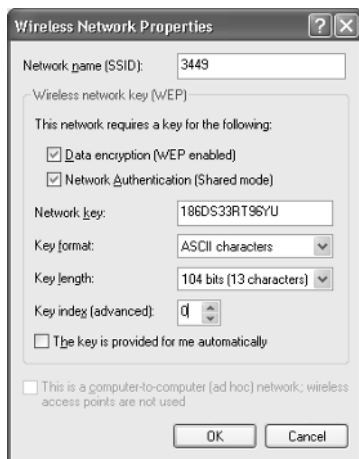 Wireless Network Properties
Network name (SSID): 3449
Wireless network key (WEP)
This network requires a key for the following:
Data encryption (WEP enabled)
Network Authentication (Shared mode)
Network key: 186DS33RT96YU
Key format: ASCII characters
Key length: 104 bits (13 characters)
Key index (advanced): 0
The key is provided for me automatically
This is a computer-to-computer (ad hoc) network; wireless
access points are not used
OK Cancel